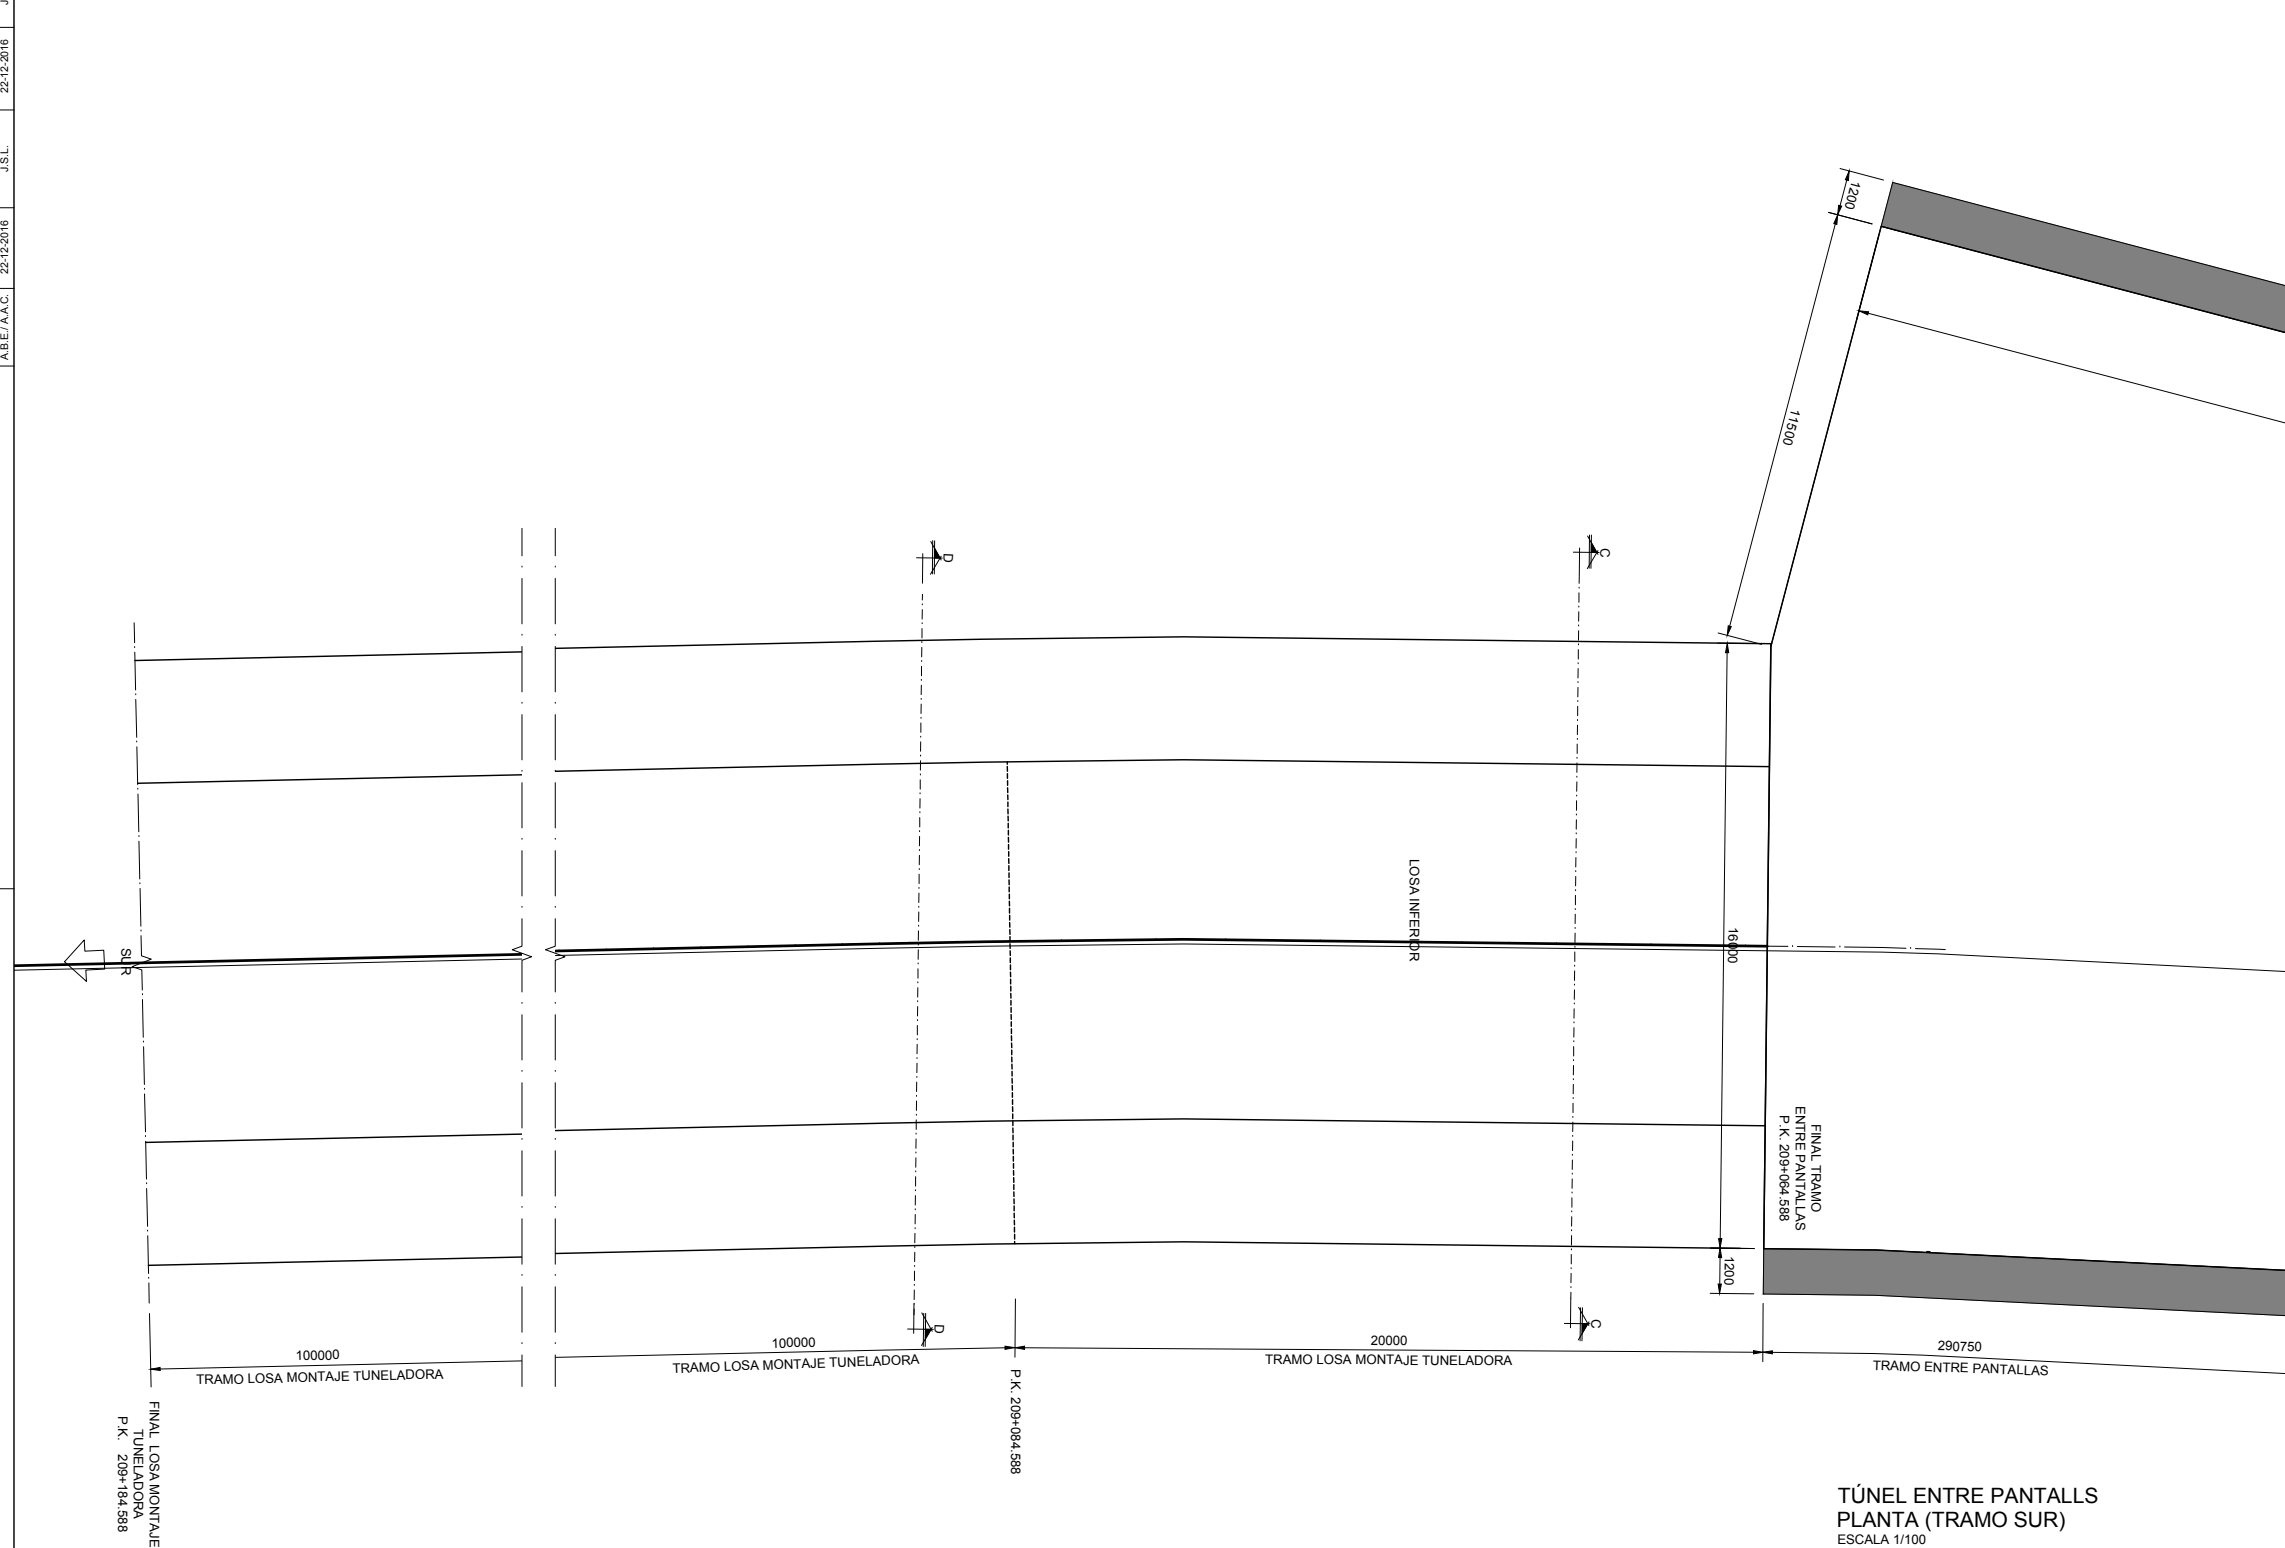 22-12-2016
J.S.L.
22-12-2016
A.B.E./ A.A.C.
1200
11500
D
C
LOSA INFERIOR
16000
SUR
FINAL TRAMO
ENTRE PANTALLAS
P.K. 209+064.588
1200
D
C
100000
TRAMO LOSA MONTAJE TUNELADORA
100000
TRAMO LOSA MONTAJE TUNELADORA
20000
TRAMO LOSA MONTAJE TUNELADORA
290750
TRAMO ENTRE PANTALLAS
P.K. 209+084.588
FINAL LOSA MONTAJE
TUNELADORA
P.K. 209+184.588
TÚNEL ENTRE PANTALLS
PLANTA (TRAMO SUR)
ESCALA 1/100